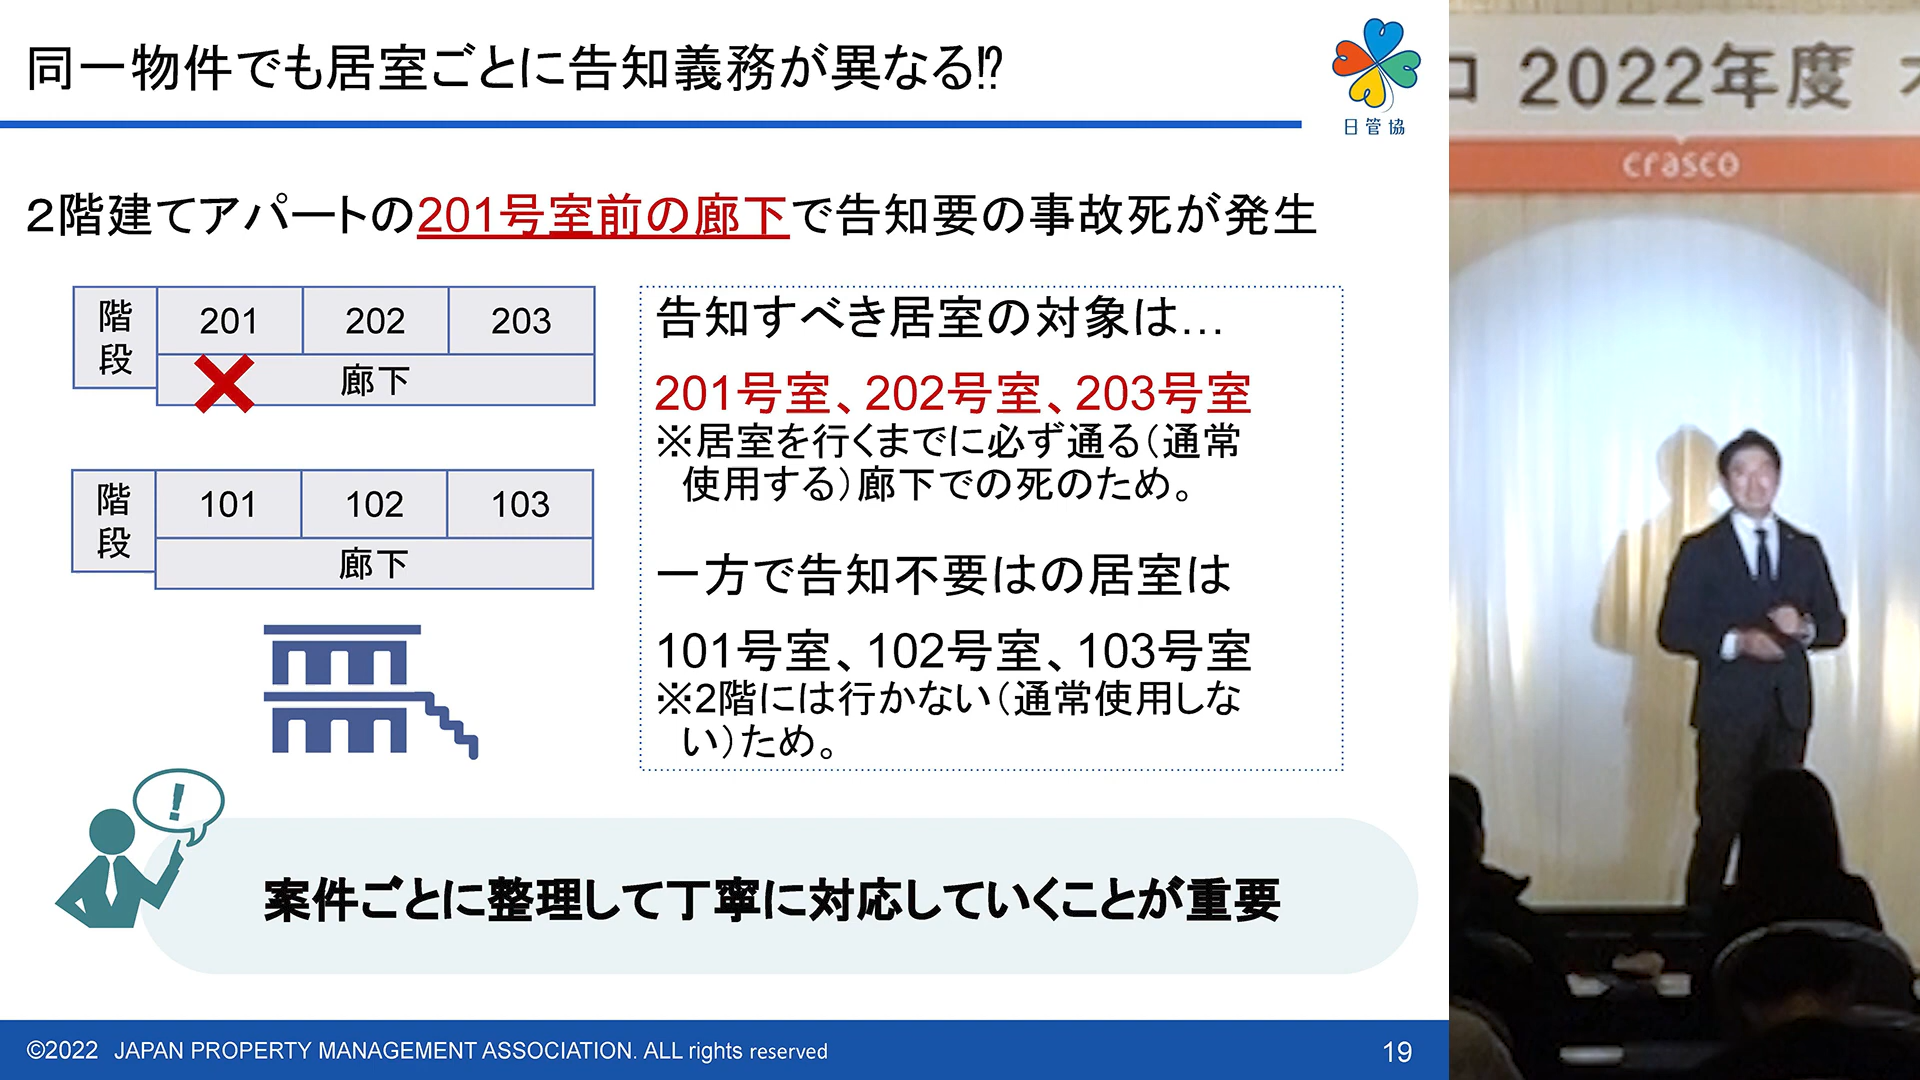 同一物件でも居室ごとに告知義務が異なる⁉
日管協
２階建てアパートの201号室前の廊下で告知要の事故死が発生
階段
201
202
203
廊下
階段
101
102
103
廊下
告知すべき居室の対象は…
201号室、202号室、203号室
※居室を行くまでに必ず通る（通常
使用する）廊下での死のため。
一方で告知不要はの居室は
101号室、102号室、103号室
※2階には行かない（通常使用しな
い）ため。
!
案件ごとに整理して丁寧に対応していくことが重要
©2022 JAPAN PROPERTY MANAGEMENT ASSOCIATION. ALL rights reserved
19
コ 2022年度
crasco